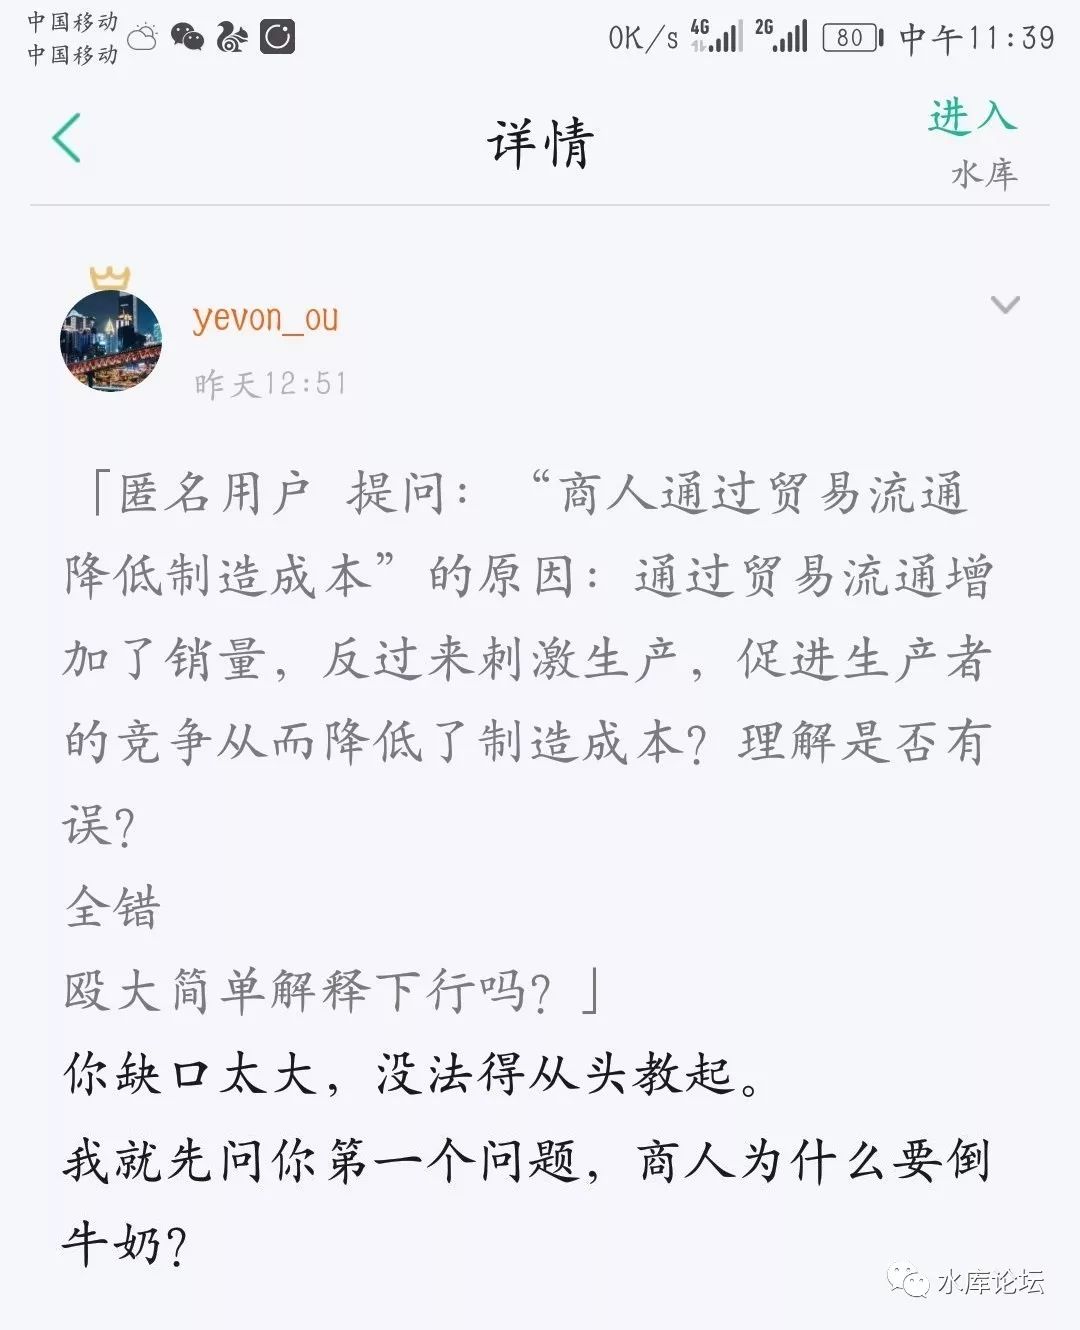 中国移动
中国移动
0K/s 4G 2G 80 中午11:39
详情
进入
水库
yevon_ou
昨天12:51
「匿名用户 提问：“商人通过贸易流通
降低制造成本”的原因：通过贸易流通增
加了销量，反过来刺激生产，促进生产者
的竞争从而降低了制造成本？理解是否有
误？
全错
殴大简单解释下行吗？」
你缺口太大，没法得从头教起。
我就先问你第一个问题，商人为什么要倒
牛奶？
水库论坛